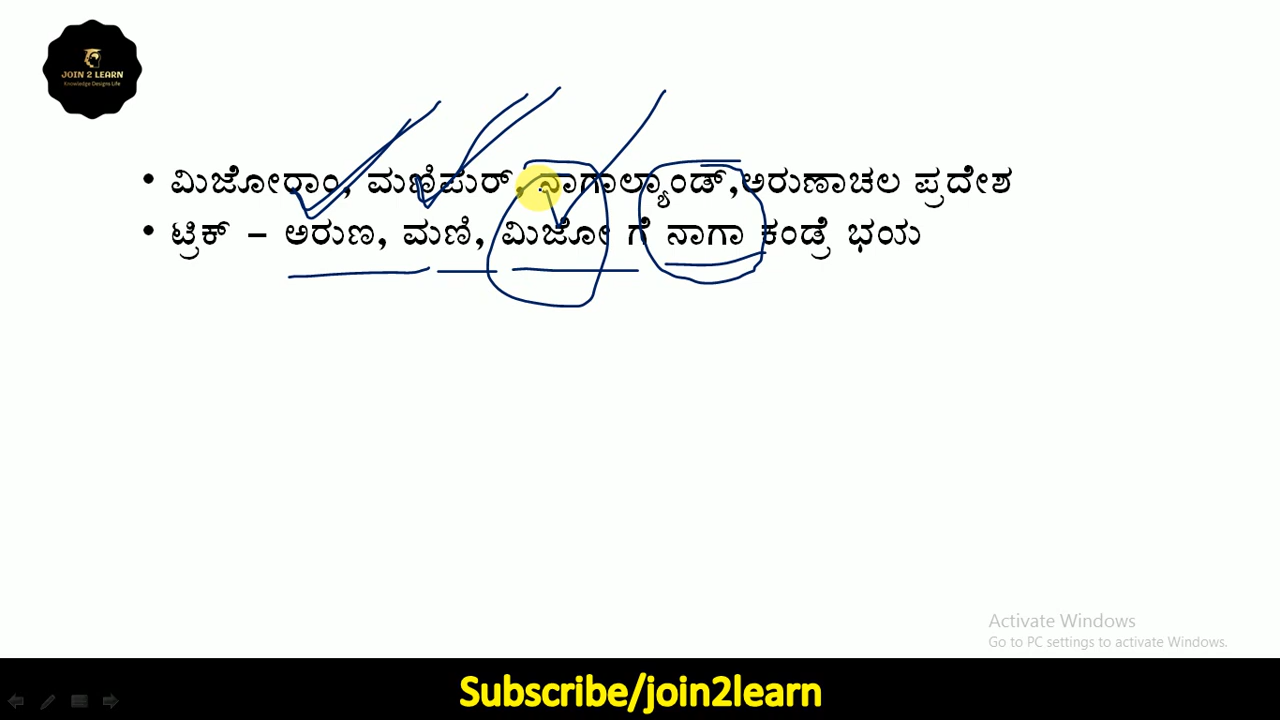 JOIN 2 LEARN
Knowledge Designs Life
• ಮಿಜೋರಾಂ, ಮಣಿಪುರ್, ನಾಗಾಲ್ಯಾಂಡ್,ಅರುಣಾಚಲ ಪ್ರದೇಶ
• ಟ್ರಿಕ್ – ಅರುಣ, ಮಣಿ, ಮಿಜೋ ಗೆ ನಾಗಾ ಕಂಡ್ರೆ ಭಯ
Activate Windows
Go to PC settings to activate Windows.
Subscribe/join2learn